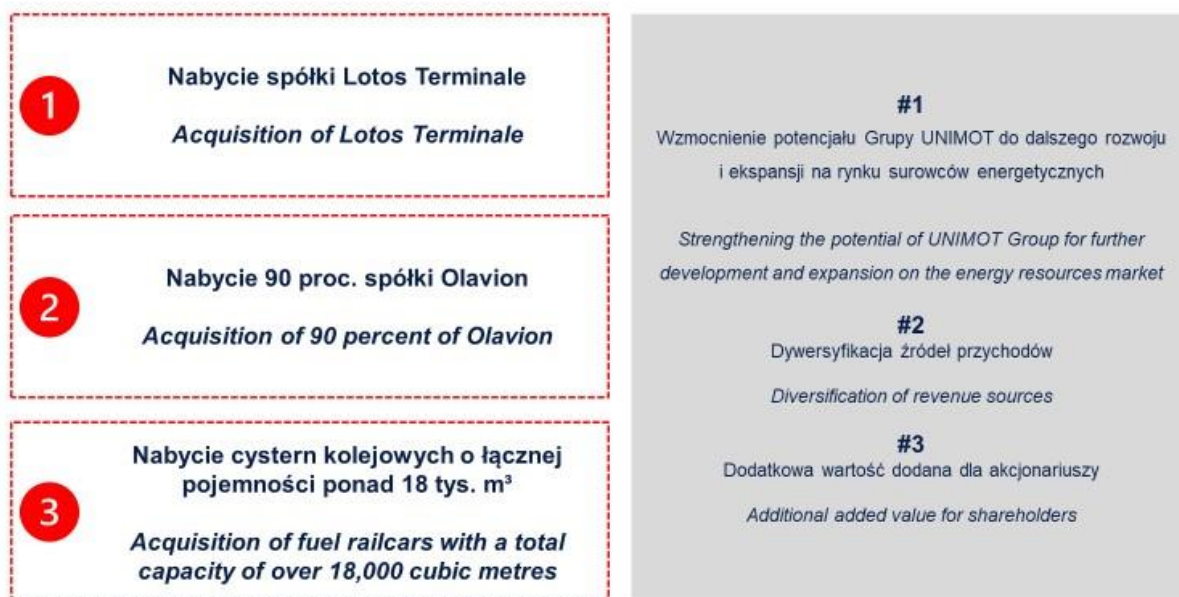 1
Nabycie spółki Lotos Terminale
Acquisition of Lotos Terminale
2
Nabycie 90 proc. spółki Olavion
Acquisition of 90 percent of Olavion
3
Nabycie cystern kolejowych o łącznej
pojemności ponad 18 tys. m³
Acquisition of fuel railcars with a total
capacity of over 18,000 cubic metres
#1
Wzmocnienie potencjału Grupy UNIMOT do dalszego rozwoju
i ekspansji na rynku surowców energetycznych
Strengthening the potential of UNIMOT Group for further
development and expansion on the energy resources market
#2
Dywersyfikacja źródeł przychodów
Diversification of revenue sources
#3
Dodatkowa wartość dodana dla akcjonariuszy
Additional added value for shareholders